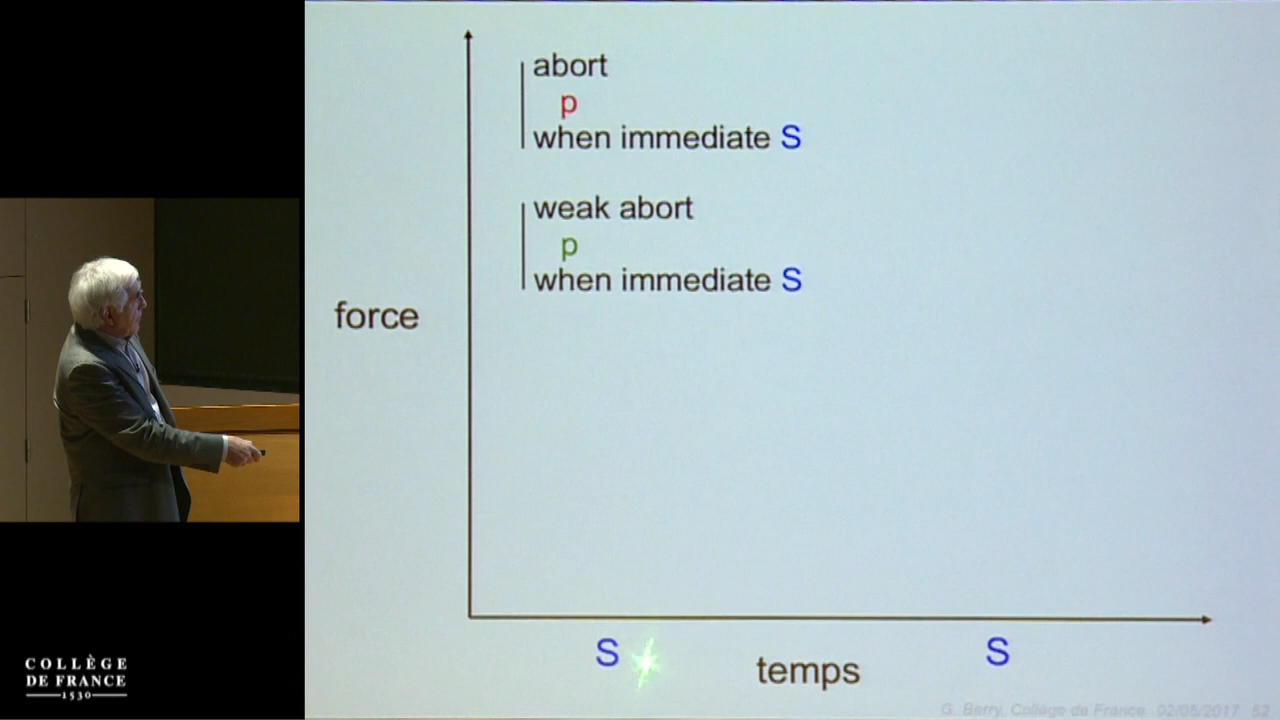 abort
p
when immediate S
weak abort
p
when immediate S
force
S
temps
S
G. Berry, Collège de France 02/05/2017 52
COLLÈGE
DE FRANCE
1530